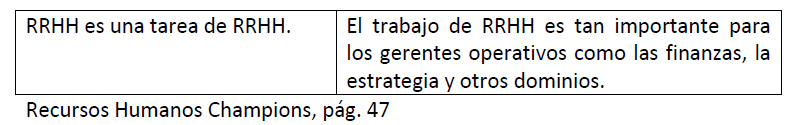 RRHH es una tarea de RRHH.
El trabajo de RRHH es tan importante para
los gerentes operativos como las finanzas, la
estrategia y otros dominios.
Recursos Humanos Champions, pág. 47